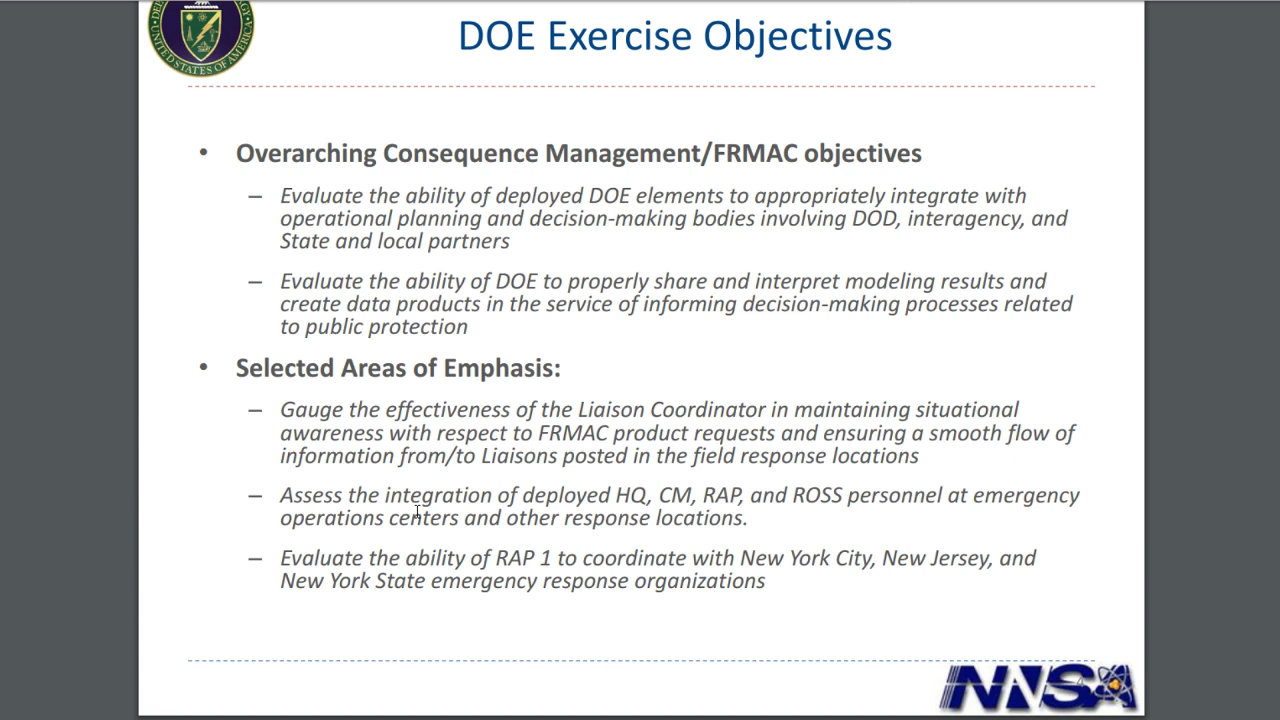 DOE Exercise Objectives
UNITED STATES OF AMERICA
• Overarching Consequence Management/FRMAC objectives
– Evaluate the ability of deployed DOE elements to appropriately integrate with
operational planning and decision-making bodies involving DOD, interagency, and
State and local partners
– Evaluate the ability of DOE to properly share and interpret modeling results and
create data products in the service of informing decision-making processes related
to public protection
• Selected Areas of Emphasis:
– Gauge the effectiveness of the Liaison Coordinator in maintaining situational
awareness with respect to FRMAC product requests and ensuring a smooth flow of
information from/to Liaisons posted in the field response locations
– Assess the integration of deployed HQ, CM, RAP, and ROSS personnel at emergency
operations centers and other response locations.
– Evaluate the ability of RAP 1 to coordinate with New York City, New Jersey, and
New York State emergency response organizations
NNSA